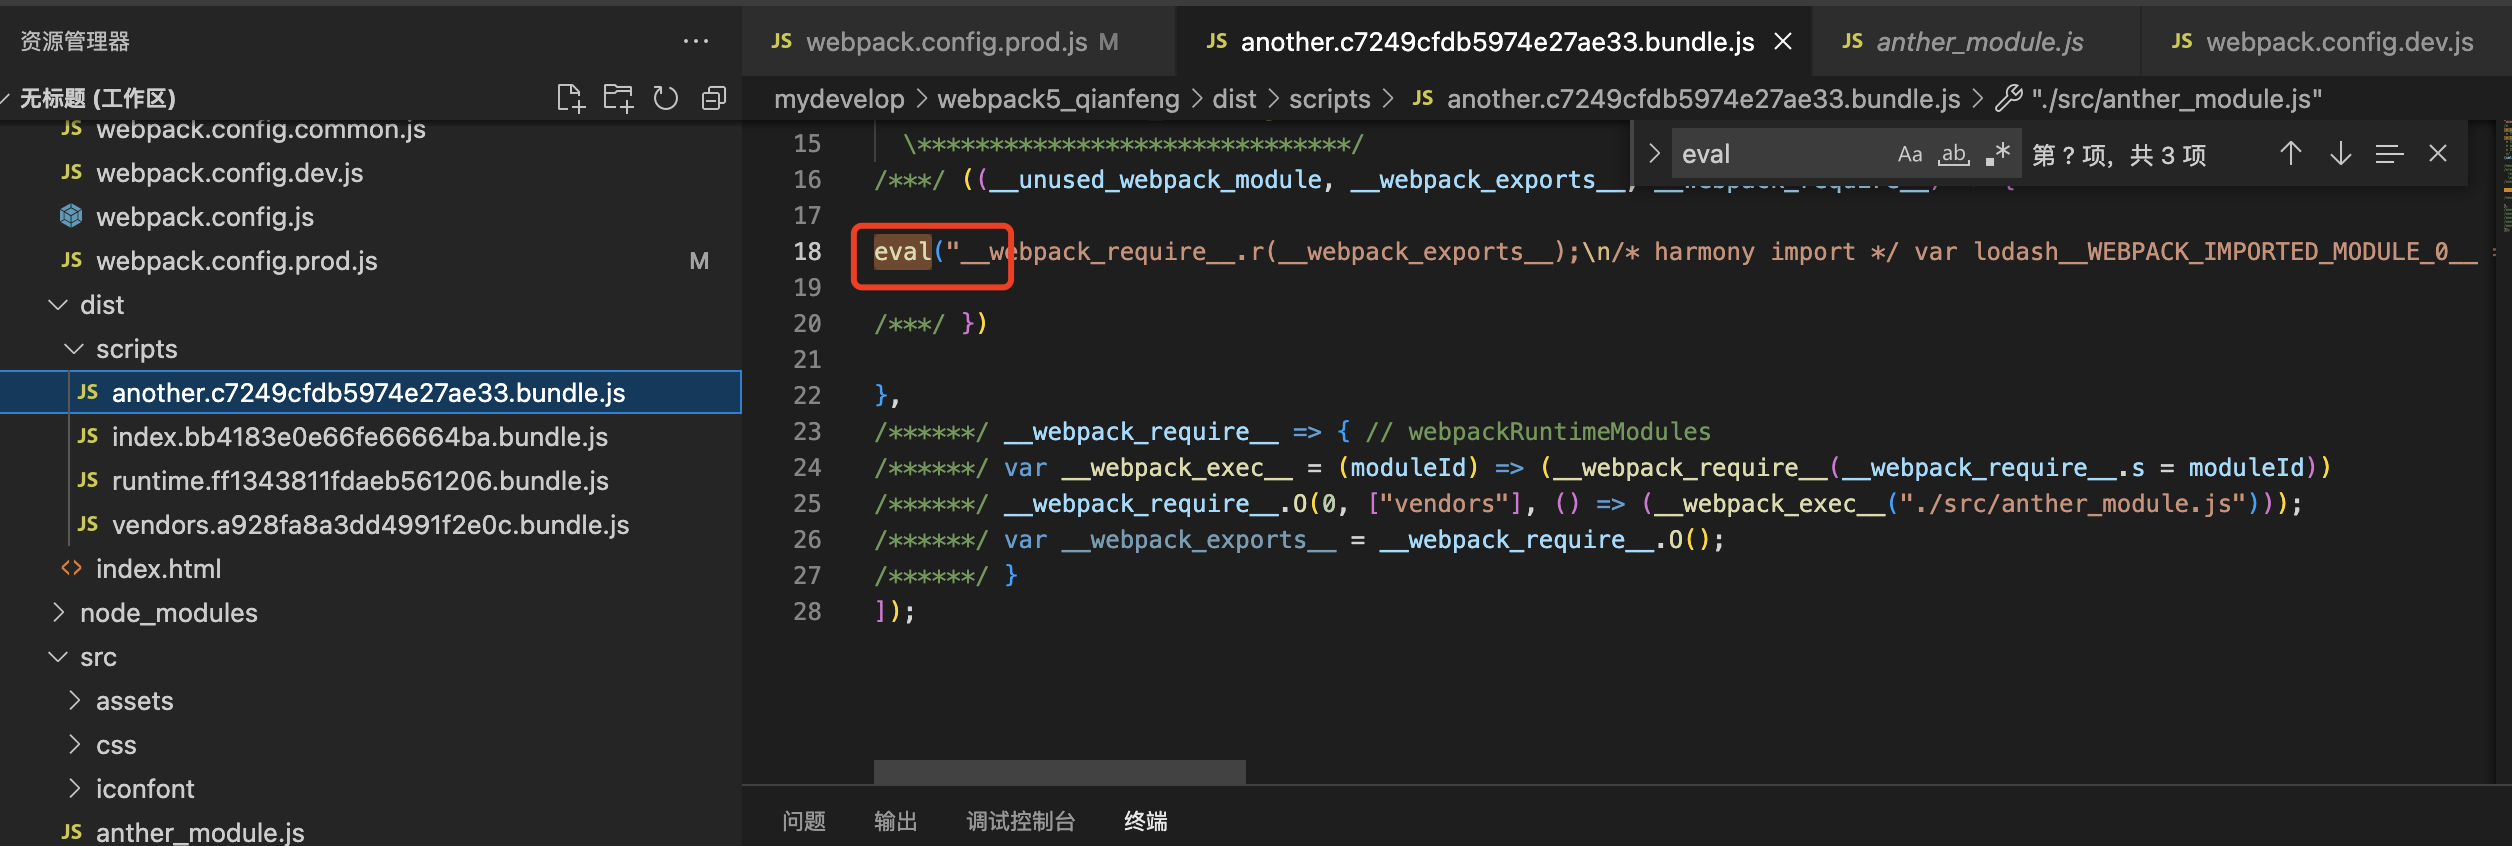 资源管理器
无标题 (工作区)
JS webpack.config.common.js
JS webpack.config.dev.js
webpack.config.js
JS webpack.config.prod.js M
dist
scripts
JS another.c7249cfdb5974e27ae33.bundle.js
JS index.bb4183e0e66fe66664ba.bundle.js
JS runtime.ff1343811fdaeb561206.bundle.js
JS vendors.a928fa8a3dd4991f2e0c.bundle.js
<> index.html
node_modules
src
assets
css
iconfont
JS anther_module.js
JS webpack.config.prod.js M
JS another.c7249cfdb5974e27ae33.bundle.js
JS anther_module.js
JS webpack.config.dev.js
mydevelop > webpack5_qianfeng > dist > scripts > JS another.c7249cfdb5974e27ae33.bundle.js > "./src/anther_module.js"
eval Aa ab .* 第 ? 项, 共 3 项
15 \******************************/
16 /***/ ((__unused_webpack_module, __webpack_exports__, __webpack_require__) {
17
18 eval("__webpack_require__.r(__webpack_exports__);\n/* harmony import */ var lodash__WEBPACK_IMPORTED_MODULE_0__ =
19
20 /***/ })
21
22 },
23 /******/ __webpack_require__ => { // webpackRuntimeModules
24 /******/ var __webpack_exec__ = (moduleId) => (__webpack_require__(__webpack_require__.s = moduleId))
25 /******/ __webpack_require__.O(0, ["vendors"], () => (__webpack_exec__("./src/anther_module.js")));
26 /******/ var __webpack_exports__ = __webpack_require__.O();
27 /******/ }
28 ]);
问题 输出 调试控制台 终端